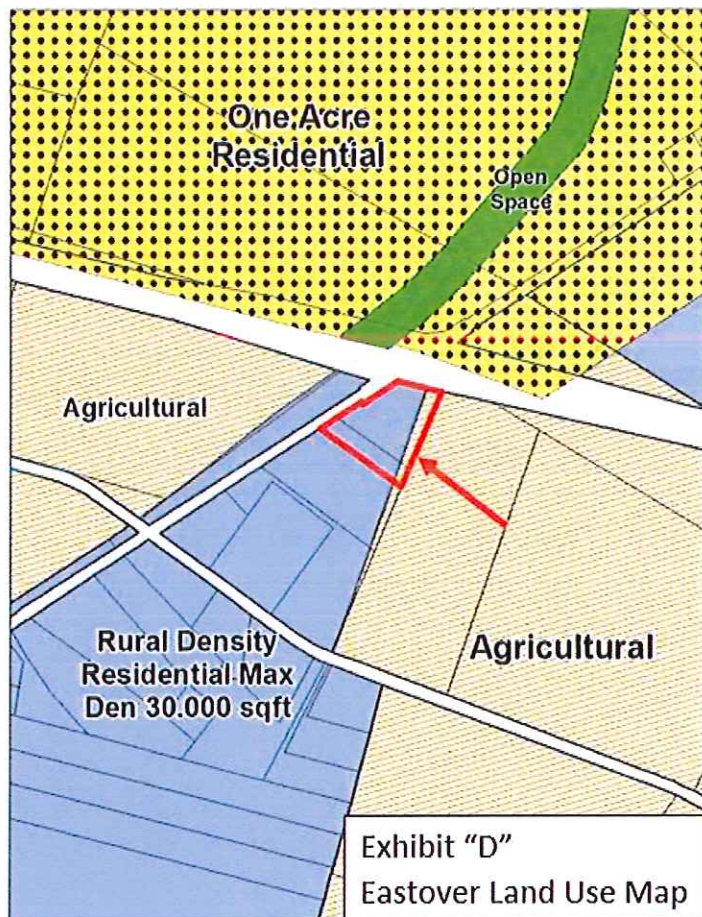 One Acre
Residential
Open
Space
Agricultural
Rural Density
Residential Max
Den 30.000 sqft
Agricultural
Exhibit “D”
Eastover Land Use Map